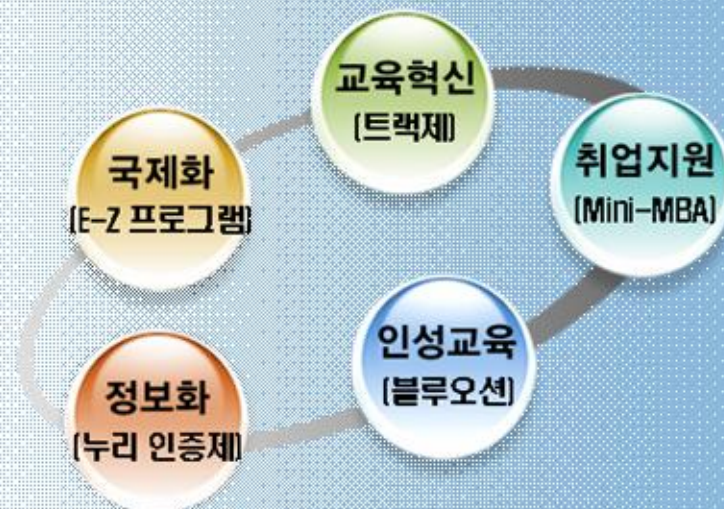 교육혁신
(트랙제)
취업지원
(Mini-MBA)
국제화
(E-Z 프로그램)
인성교육
(블루오션)
정보화
(누리 인증제)